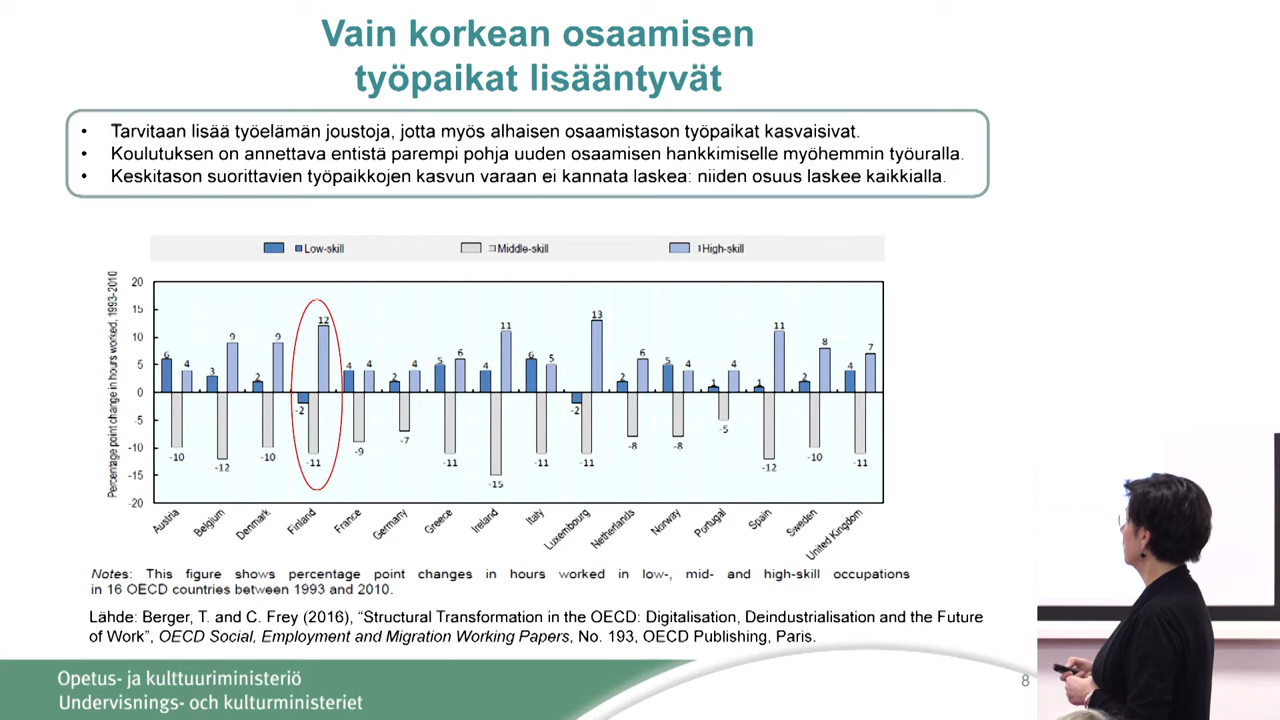 Vain korkean osaamisen
työpaikat lisääntyvät
• Tarvitaan lisää työelämän joustoja, jotta myös alhaisen osaamistason työpaikat kasvaisivat.
• Koulutuksen on annettava entistä parempi pohja uuden osaamisen hankkimiselle myöhemmin työuralla.
• Keskitason suorittavien työpaikkojen kasvun varaan ei kannata laskea: niiden osuus laskee kaikkialla.
Low-skill Middle-skill High-skill
Percentage point change in hours worked, 1993-2010
20
15
10
5
0
-5
-10
-15
-20
6 -10 4
3 -12 9
2 -10 9
-2 -11 12
4 -9 4
2 -7 4
5 -11 6
4 -15 11
6 -11 5
-2 -11 13
2 -8 6
5 -8 4
1 -5 4
1 -12 11
2 -10 8
4 -11 7
Austria Belgium Denmark Finland France Germany Greece Ireland Italy Luxembourg Netherlands Norway Portugal Spain Sweden United Kingdom
Notes: This figure shows percentage point changes in hours worked in low-, mid- and high-skill occupations
in 16 OECD countries between 1993 and 2010.
Lähde: Berger, T. and C. Frey (2016), “Structural Transformation in the OECD: Digitalisation, Deindustrialisation and the Future
of Work”, OECD Social, Employment and Migration Working Papers, No. 193, OECD Publishing, Paris.
Opetus- ja kulttuuriministeriö
Undervisnings- och kulturministeriet
8